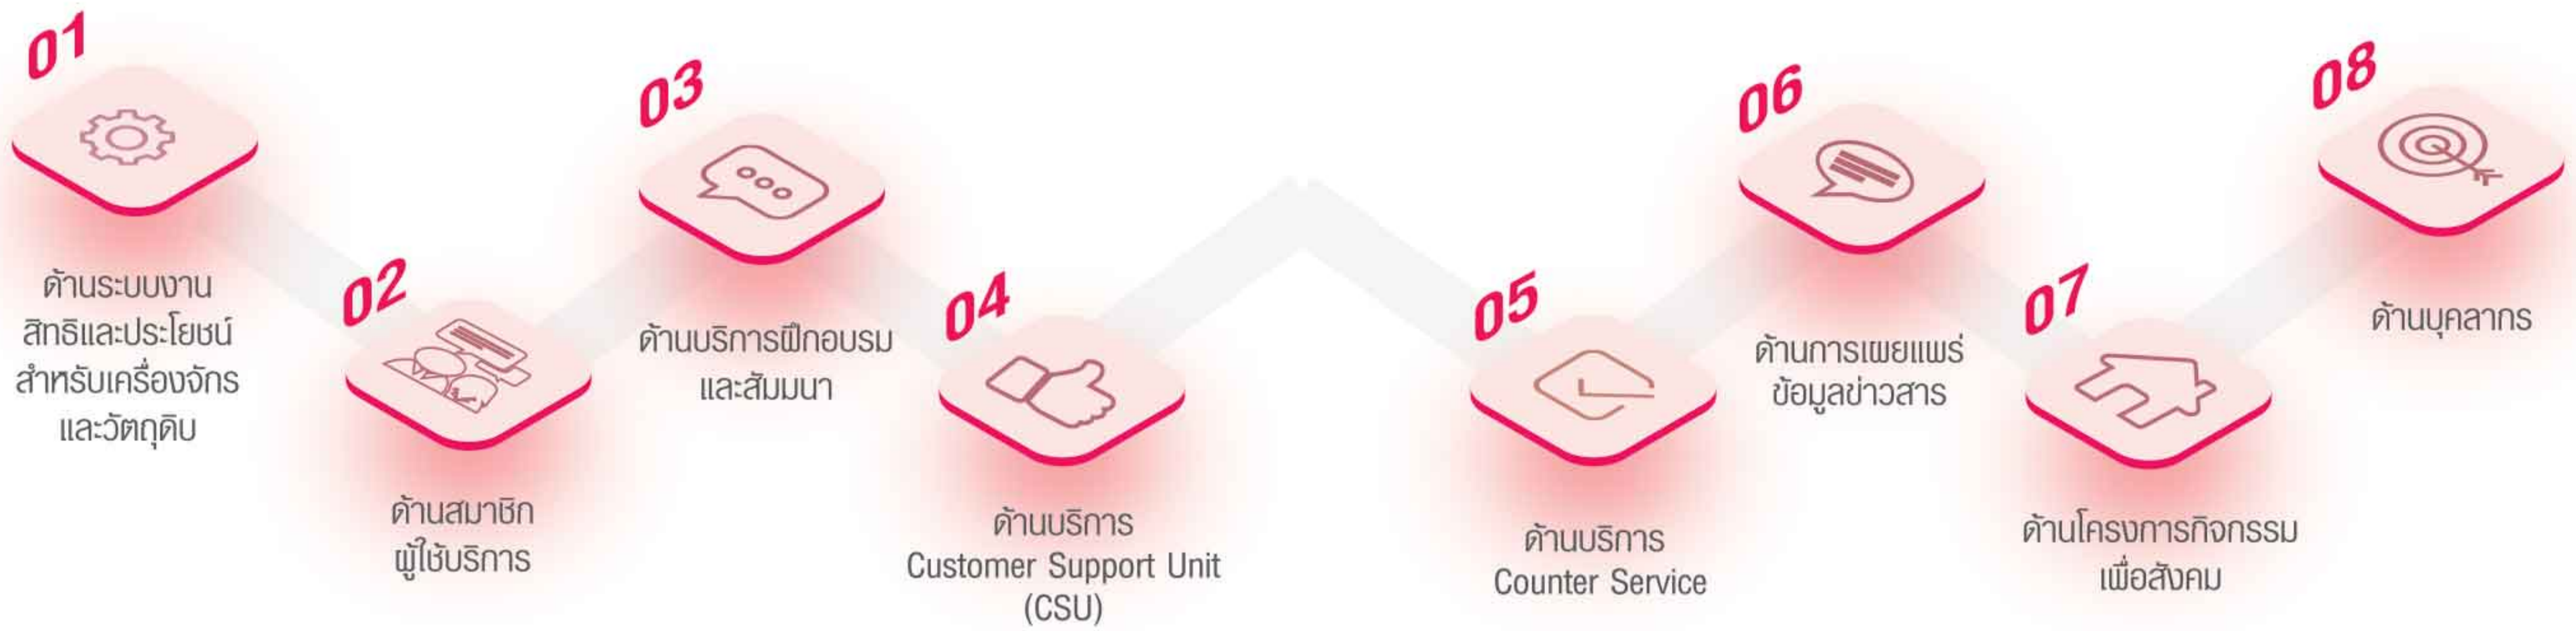 01
ด้านระบบงาน
สิทธิและประโยชน์
สำหรับเครื่องจักร
และวัตถุดิบ
02
ด้านสมาชิก
ผู้ใช้บริการ
03
ด้านบริการฝึกอบรม
และสัมมนา
04
ด้านบริการ
Customer Support Unit
(CSU)
05
ด้านบริการ
Counter Service
06
ด้านการเผยแพร่
ข้อมูลข่าวสาร
07
ด้านโครงการกิจกรรม
เพื่อสังคม
08
ด้านบุคลากร